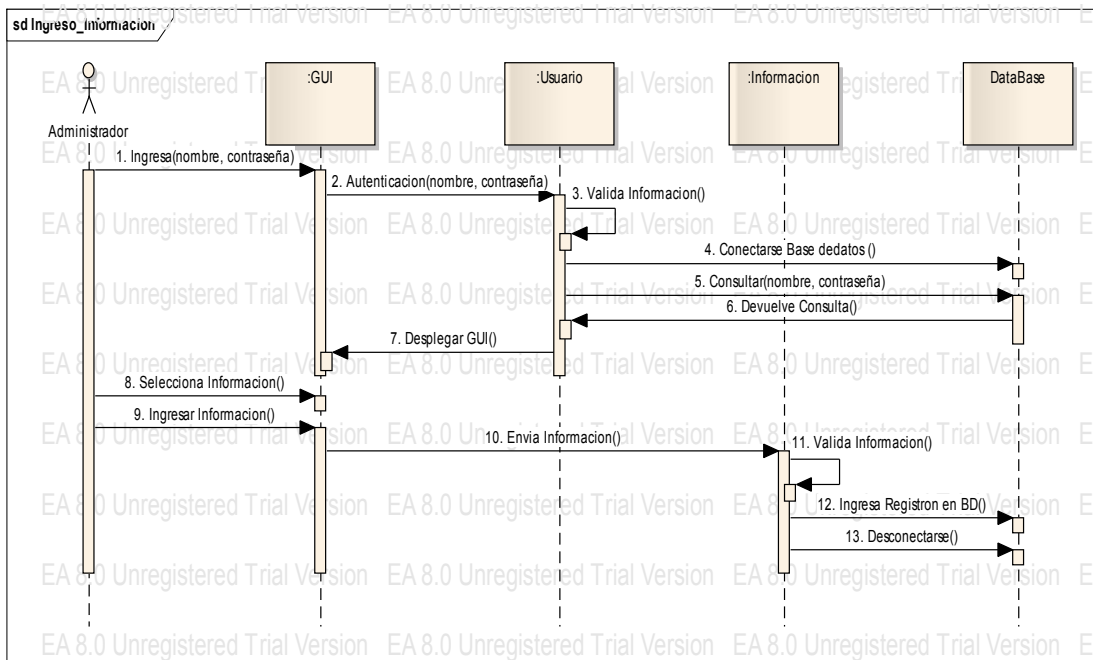 sd Ingreso_Informacion
:GUI
:Usuario
:Informacion
DataBase
Administrador
1. Ingresa(nombre, contraseña)
2. Autenticacion(nombre, contraseña)
3. Valida Informacion()
4. Conectarse Base dedatos ()
5. Consultar(nombre, contraseña)
6. Devuelve Consulta()
7. Desplegar GUI()
8. Selecciona Informacion()
9. Ingresar Informacion()
10. Envia Informacion()
11. Valida Informacion()
12. Ingresa Registron en BD()
13. Desconectarse()
EA 8.0 Unregistered Trial Version